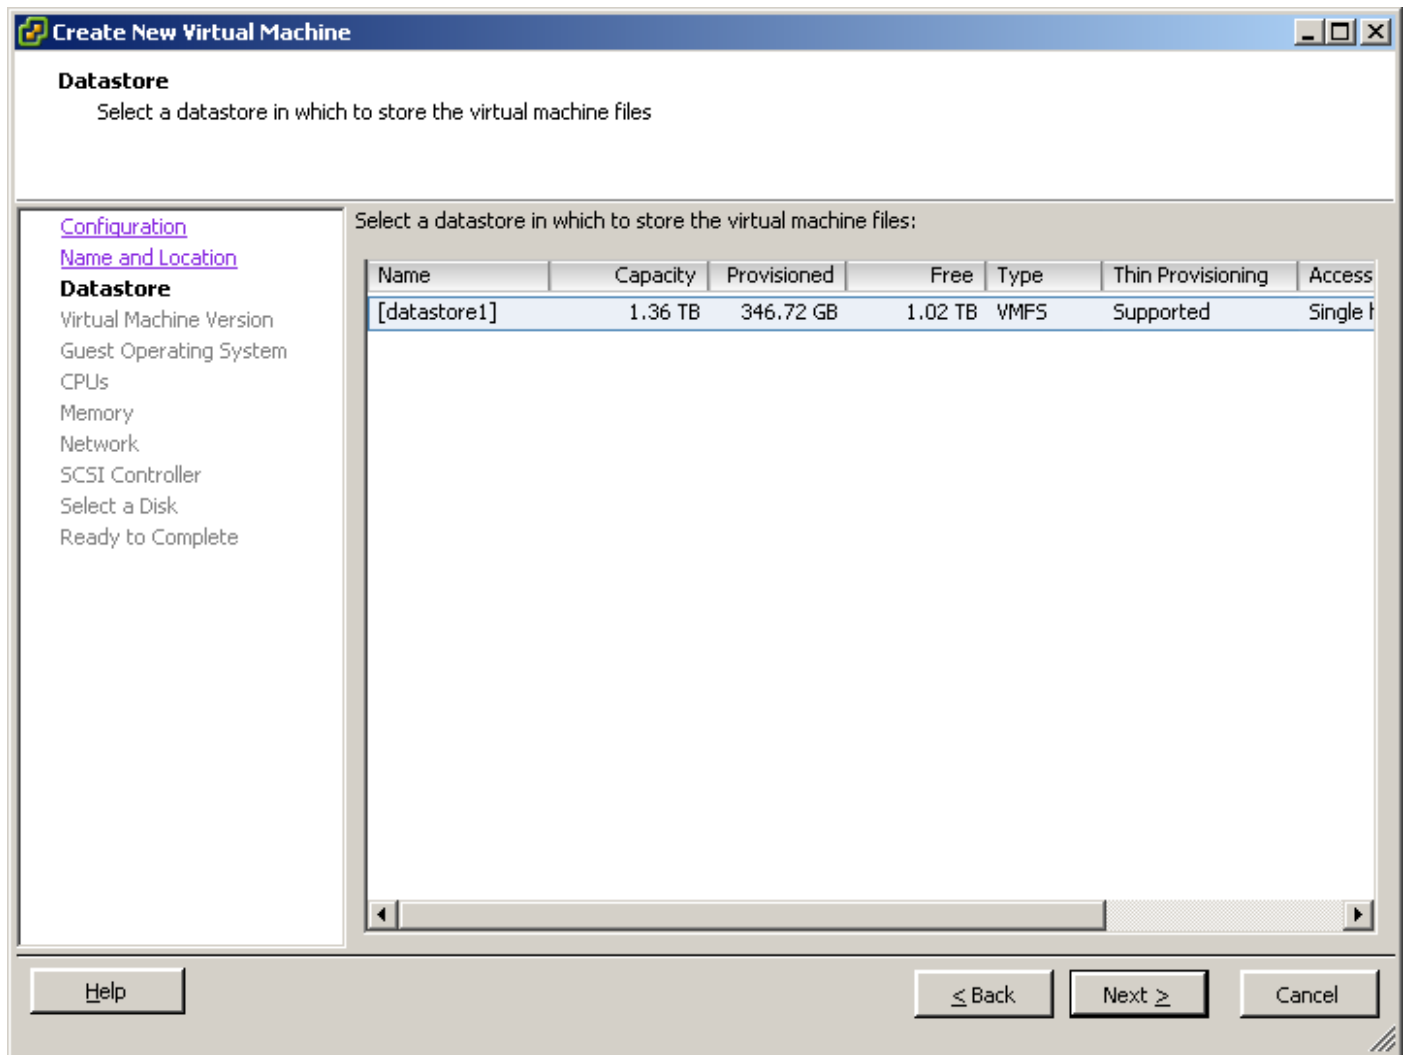 Create New Virtual Machine
Datastore
Select a datastore in which to store the virtual machine files
Configuration
Name and Location
Datastore
Virtual Machine Version
Guest Operating System
CPUs
Memory
Network
SCSI Controller
Select a Disk
Ready to Complete
Select a datastore in which to store the virtual machine files:
Name Capacity Provisioned Free Type Thin Provisioning Access
[datastore1] 1.36 TB 346.72 GB 1.02 TB VMFS Supported Single
Help < Back Next > Cancel